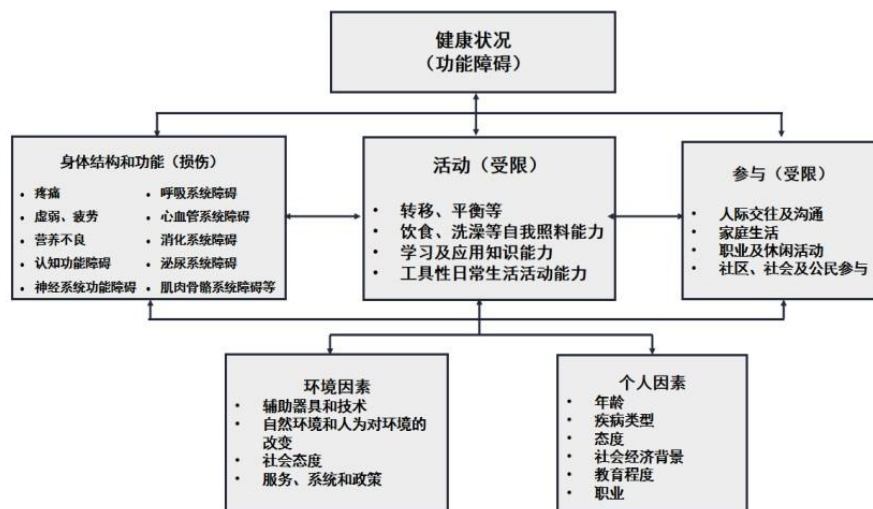 健康状况
（功能障碍）
身体结构和功能（损伤）
• 疼痛
• 虚弱、疲劳
• 营养不良
• 认知功能障碍
• 神经系统功能障碍
• 呼吸系统障碍
• 心血管系统障碍
• 消化系统障碍
• 泌尿系统障碍
• 肌肉骨骼系统障碍等
活动（受限）
• 转移、平衡等
• 饮食、洗澡等自我照料能力
• 学习及应用知识能力
• 工具性日常生活活动能力
参与（受限）
• 人际交往及沟通
• 家庭生活
• 职业及休闲活动
• 社区、社会及公民参与
环境因素
• 辅助器具和技术
• 自然环境和人为对环境的
改变
• 社会态度
• 服务、系统和政策
个人因素
• 年龄
• 疾病类型
• 态度
• 社会经济背景
• 教育程度
• 职业